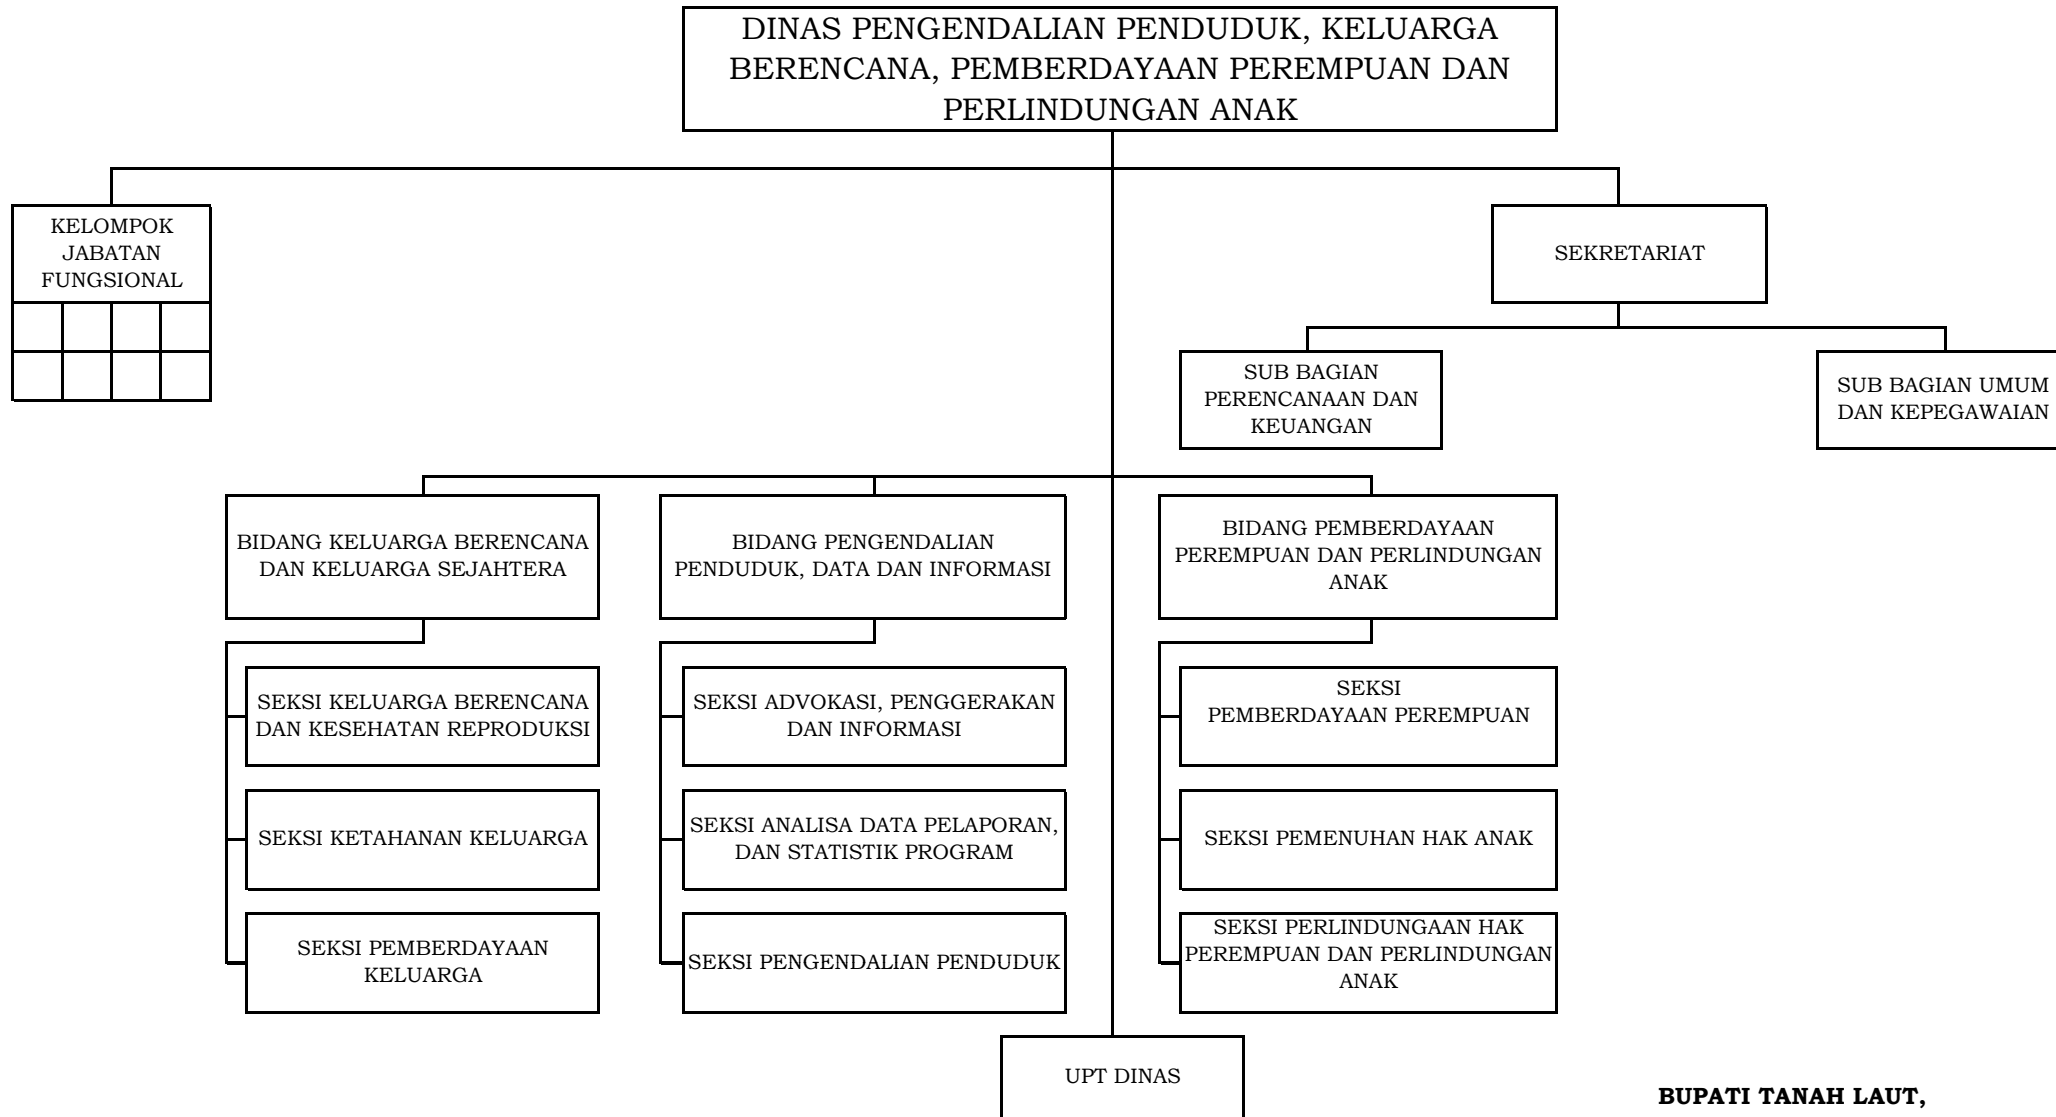 DINAS PENGENDALIAN PENDUDUK, KELUARGA
BERENCANA, PEMBERDAYAAN PEREMPUAN DAN
PERLINDUNGAN ANAK
KELOMPOK
JABATAN
FUNGSIONAL
SEKRETARIAT
SUB BAGIAN
PERENCANAAN DAN
KEUANGAN
SUB BAGIAN UMUM
DAN KEPEGAWAIAN
BIDANG KELUARGA BERENCANA
DAN KELUARGA SEJAHTERA
BIDANG PENGENDALIAN
PENDUDUK, DATA DAN INFORMASI
BIDANG PEMBERDAYAAN
PEREMPUAN DAN PERLINDUNGAN
ANAK
SEKSI KELUARGA BERENCANA
DAN KESEHATAN REPRODUKSI
SEKSI ADVOKASI, PENGGERAKAN
DAN INFORMASI
SEKSI
PEMBERDAYAAN PEREMPUAN
SEKSI KETAHANAN KELUARGA
SEKSI ANALISA DATA PELAPORAN,
DAN STATISTIK PROGRAM
SEKSI PEMENUHAN HAK ANAK
SEKSI PEMBERDAYAAN
KELUARGA
SEKSI PENGENDALIAN PENDUDUK
SEKSI PERLINDUNGAAN HAK
PEREMPUAN DAN PERLINDUNGAN
ANAK
UPT DINAS
BUPATI TANAH LAUT,